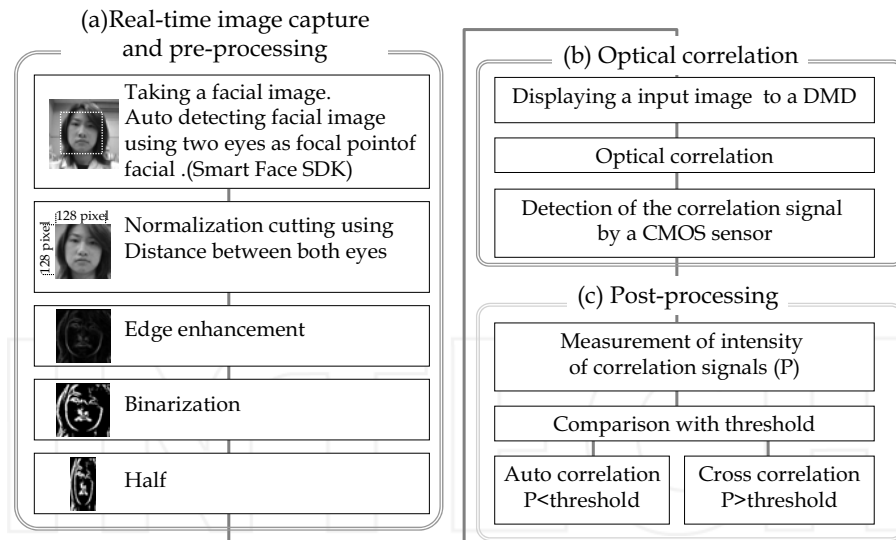 (a)Real-time image capture
and pre-processing
Taking a facial image.
Auto detecting facial image
using two eyes as focal pointof
facial .(Smart Face SDK)
128 pixel
128 pixel
Normalization cutting using
Distance between both eyes
Edge enhancement
Binarization
Half
(b) Optical correlation
Displaying a input image to a DMD
Optical correlation
Detection of the correlation signal
by a CMOS sensor
(c) Post-processing
Measurement of intensity
of correlation signals (P)
Comparison with threshold
Auto correlation
P<threshold
Cross correlation
P>threshold
INTECH